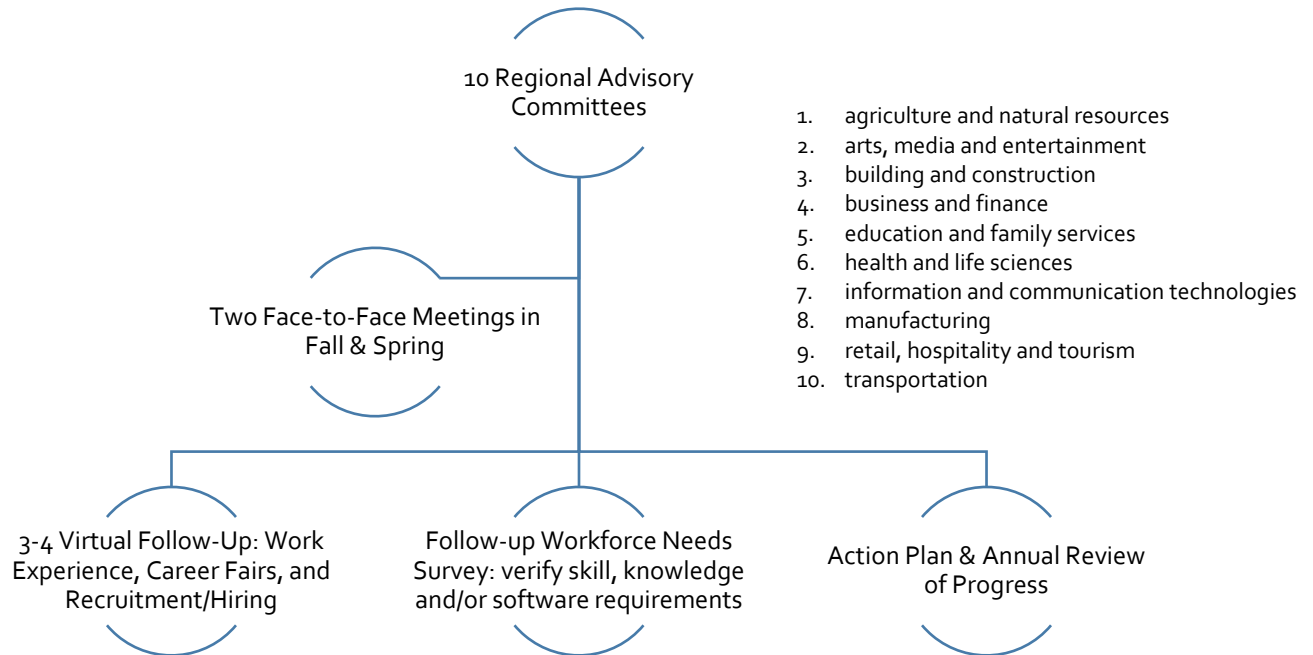 10 Regional Advisory
Committees
1. agriculture and natural resources
2. arts, media and entertainment
3. building and construction
4. business and finance
5. education and family services
6. health and life sciences
7. information and communication technologies
8. manufacturing
9. retail, hospitality and tourism
10. transportation
Two Face-to-Face Meetings in
Fall & Spring
3-4 Virtual Follow-Up: Work
Experience, Career Fairs, and
Recruitment/Hiring
Follow-up Workforce Needs
Survey: verify skill, knowledge
and/or software requirements
Action Plan & Annual Review
of Progress